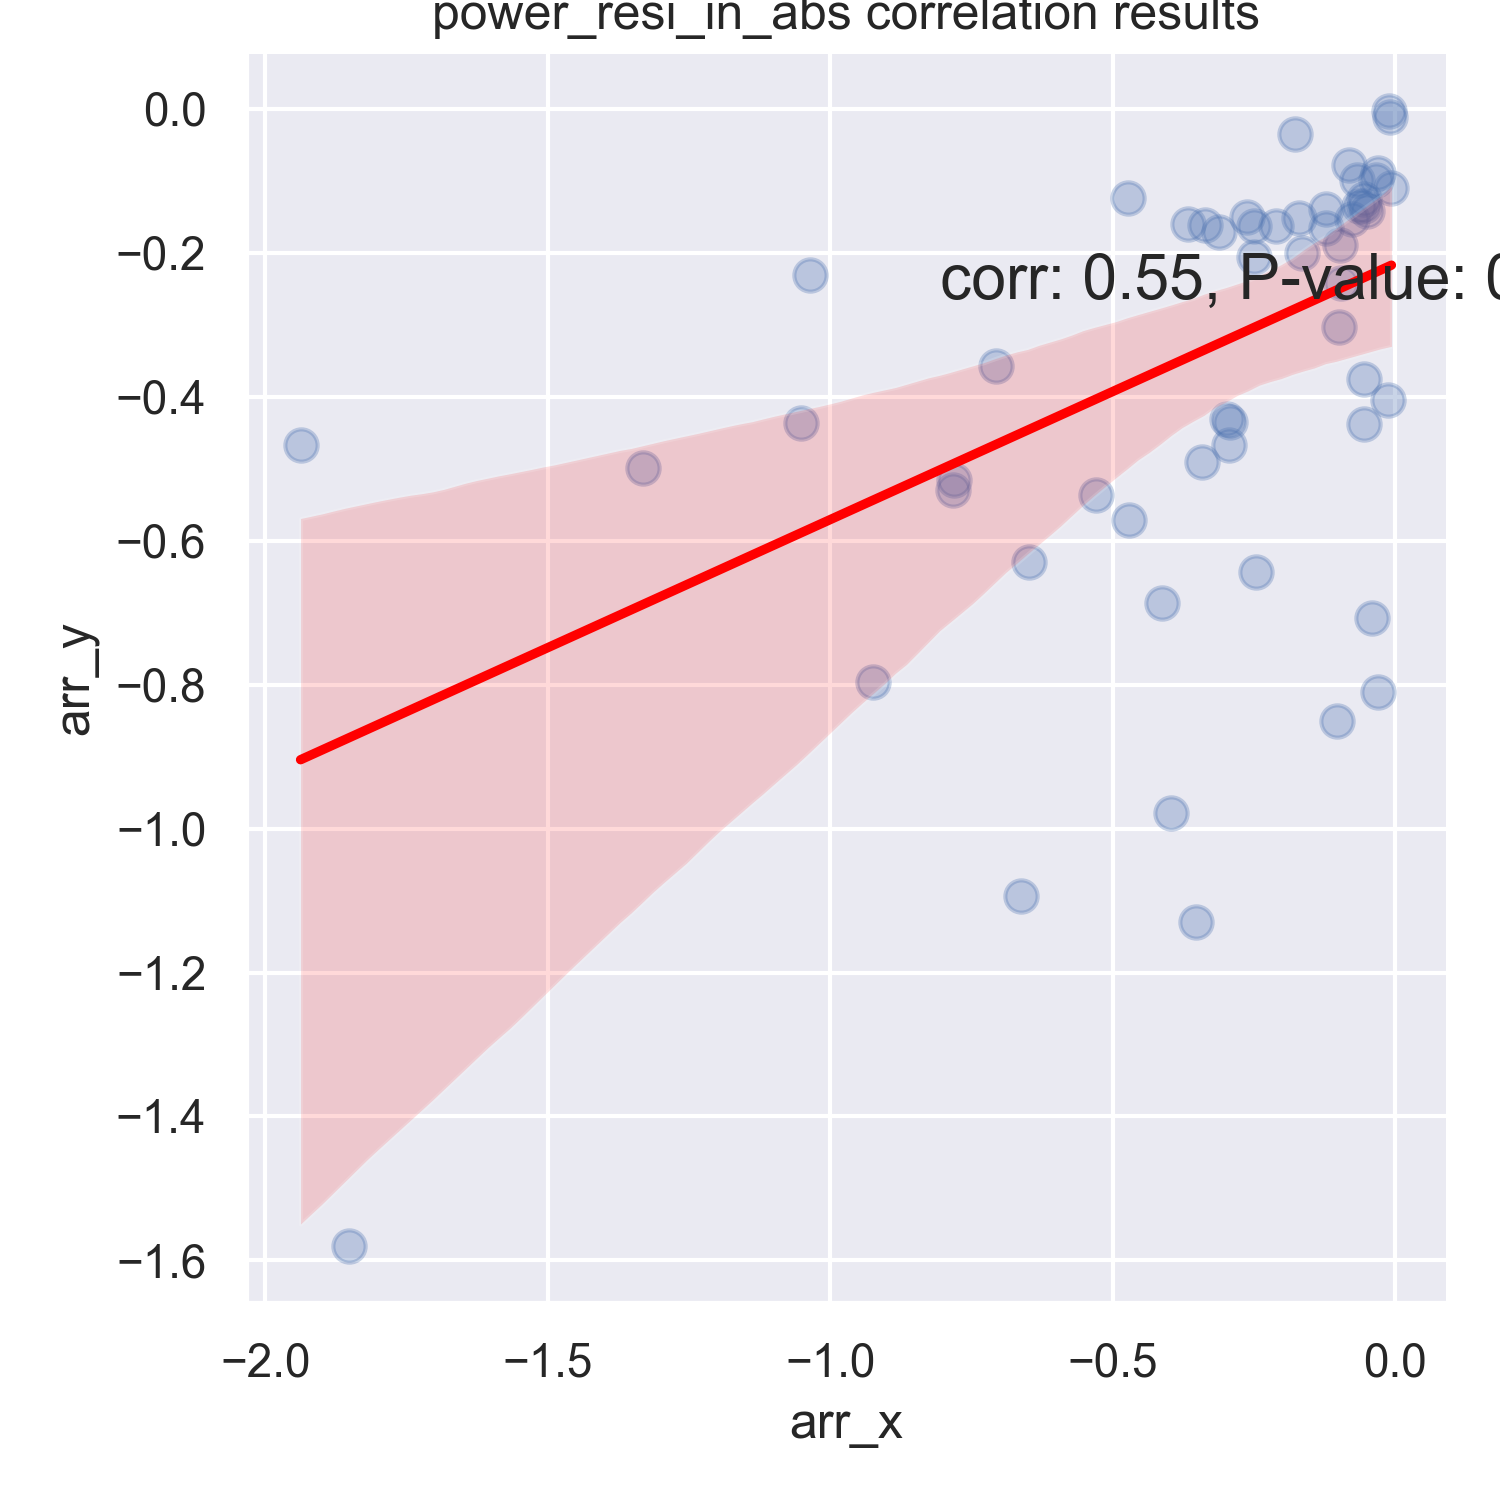 power_resi_in_abs correlation results
0.0
−0.2
corr: 0.55, P-value:
−0.4
−0.6
arr_y
−0.8
−1.0
−1.2
−1.4
−1.6
−2.0 −1.5 −1.0 −0.5 0.0
arr_x